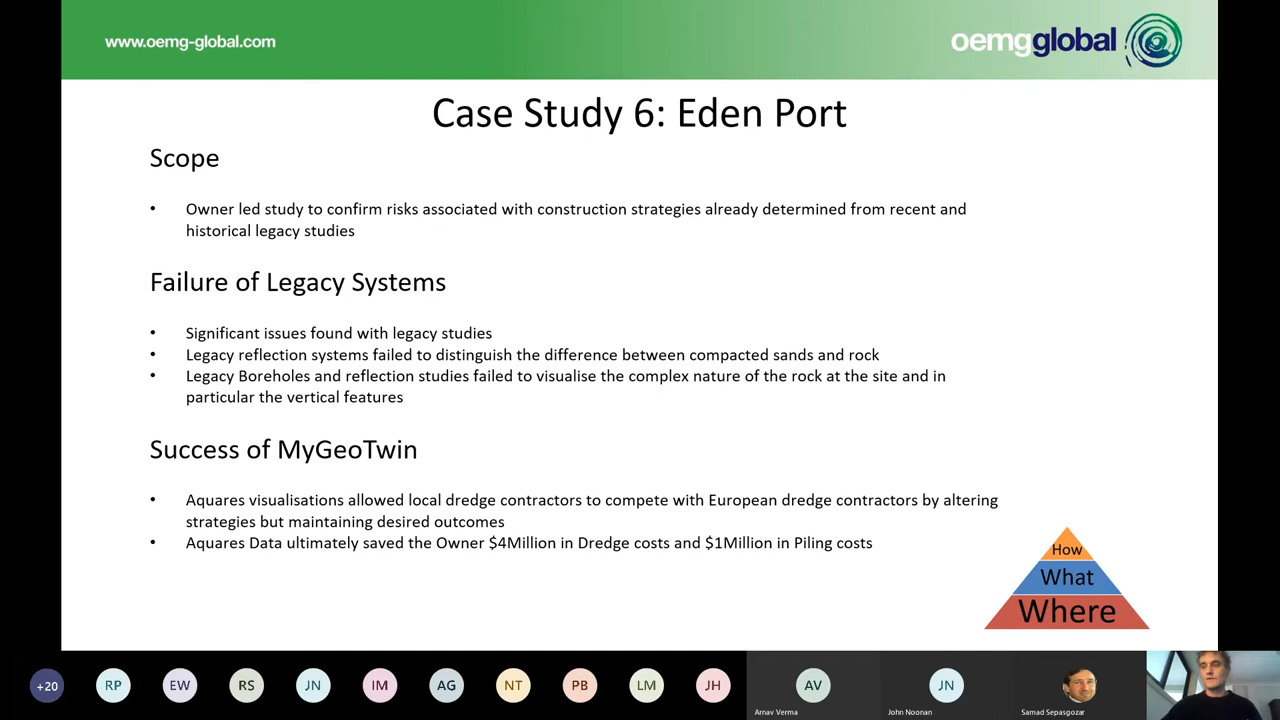 www.oemg-global.com
oemgglobal
Case Study 6: Eden Port
Scope
• Owner led study to confirm risks associated with construction strategies already determined from recent and
historical legacy studies
Failure of Legacy Systems
• Significant issues found with legacy studies
• Legacy reflection systems failed to distinguish the difference between compacted sands and rock
• Legacy Boreholes and reflection studies failed to visualise the complex nature of the rock at the site and in
particular the vertical features
Success of MyGeoTwin
• Aquares visualisations allowed local dredge contractors to compete with European dredge contractors by altering
strategies but maintaining desired outcomes
• Aquares Data ultimately saved the Owner $4Million in Dredge costs and $1Million in Piling costs
How
What
Where
+20 RP EW RS JN IM AG NT PB LM JH AV JN
Arnav Verma John Noonan Samad Sepasgozar